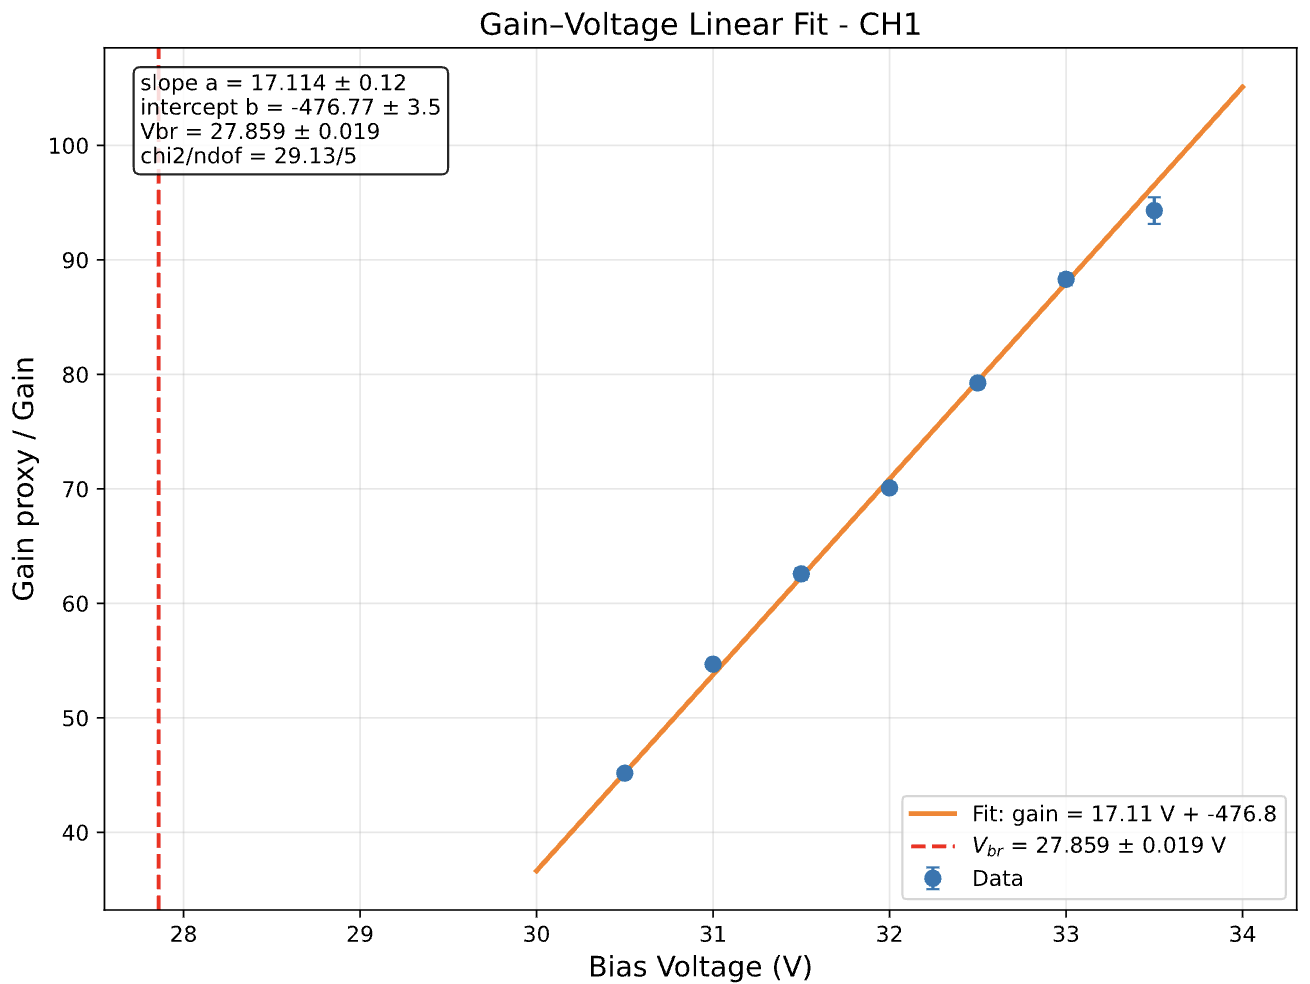 Gain–Voltage Linear Fit - CH1
slope a = 17.114 ± 0.12
intercept b = -476.77 ± 3.5
Vbr = 27.859 ± 0.019
chi2/ndof = 29.13/5
Gain proxy / Gain
100
90
80
70
60
50
40
Fit: gain = 17.11 V + -476.8
V_br = 27.859 ± 0.019 V
Data
28 29 30 31 32 33 34
Bias Voltage (V)